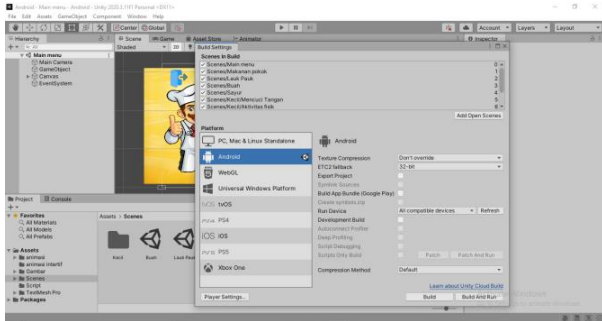 Android - Main menu - Android - Unity 2020.3.11f1 Personal <DX11>
File Edit Assets GameObject Component Window Help
Center Global Account Layers Layout
Hierarchy Scene Game Asset Store Animator Inspector
Shaded 2D
Main menu
Main Camera
GameObject
Canvas
EventSystem
Build Settings
Scenes In Build
Scenes/Main menu 0
Scenes/Makanan pokok 1
Scenes/Lauk Pauk 2
Scenes/Buah 3
Scenes/Sayur 4
Scenes/Kecil/Mencuci Tangan 5
Scenes/Kecil/Aktivitas fisik 6
Add Open Scenes
Platform
PC, Mac & Linux Standalone
Android
WebGL
Universal Windows Platform
tvOS tvOS
PS4 PS4
iOS iOS
PS5
Xbox One
Player Settings...
Android
Texture Compression Don't override
ETC2 fallback 32-bit
Export Project
Symlink Sources
Build App Bundle (Google Play)
Create symbols.zip
Run Device All compatible devices Refresh
Development Build
Autoconnect Profiler
Deep Profiling
Script Debugging
Scripts Only Build Patch Patch And Run
Compression Method Default
Learn about Unity Cloud Build
Build Build And Run
Project Console
Favorites
All Materials
All Models
All Prefabs
Assets
animasi
animasi intertif
Gambar
Scenes
Script
TextMesh Pro
Packages
Assets > Scenes
Kecil Buah Lauk Pauk